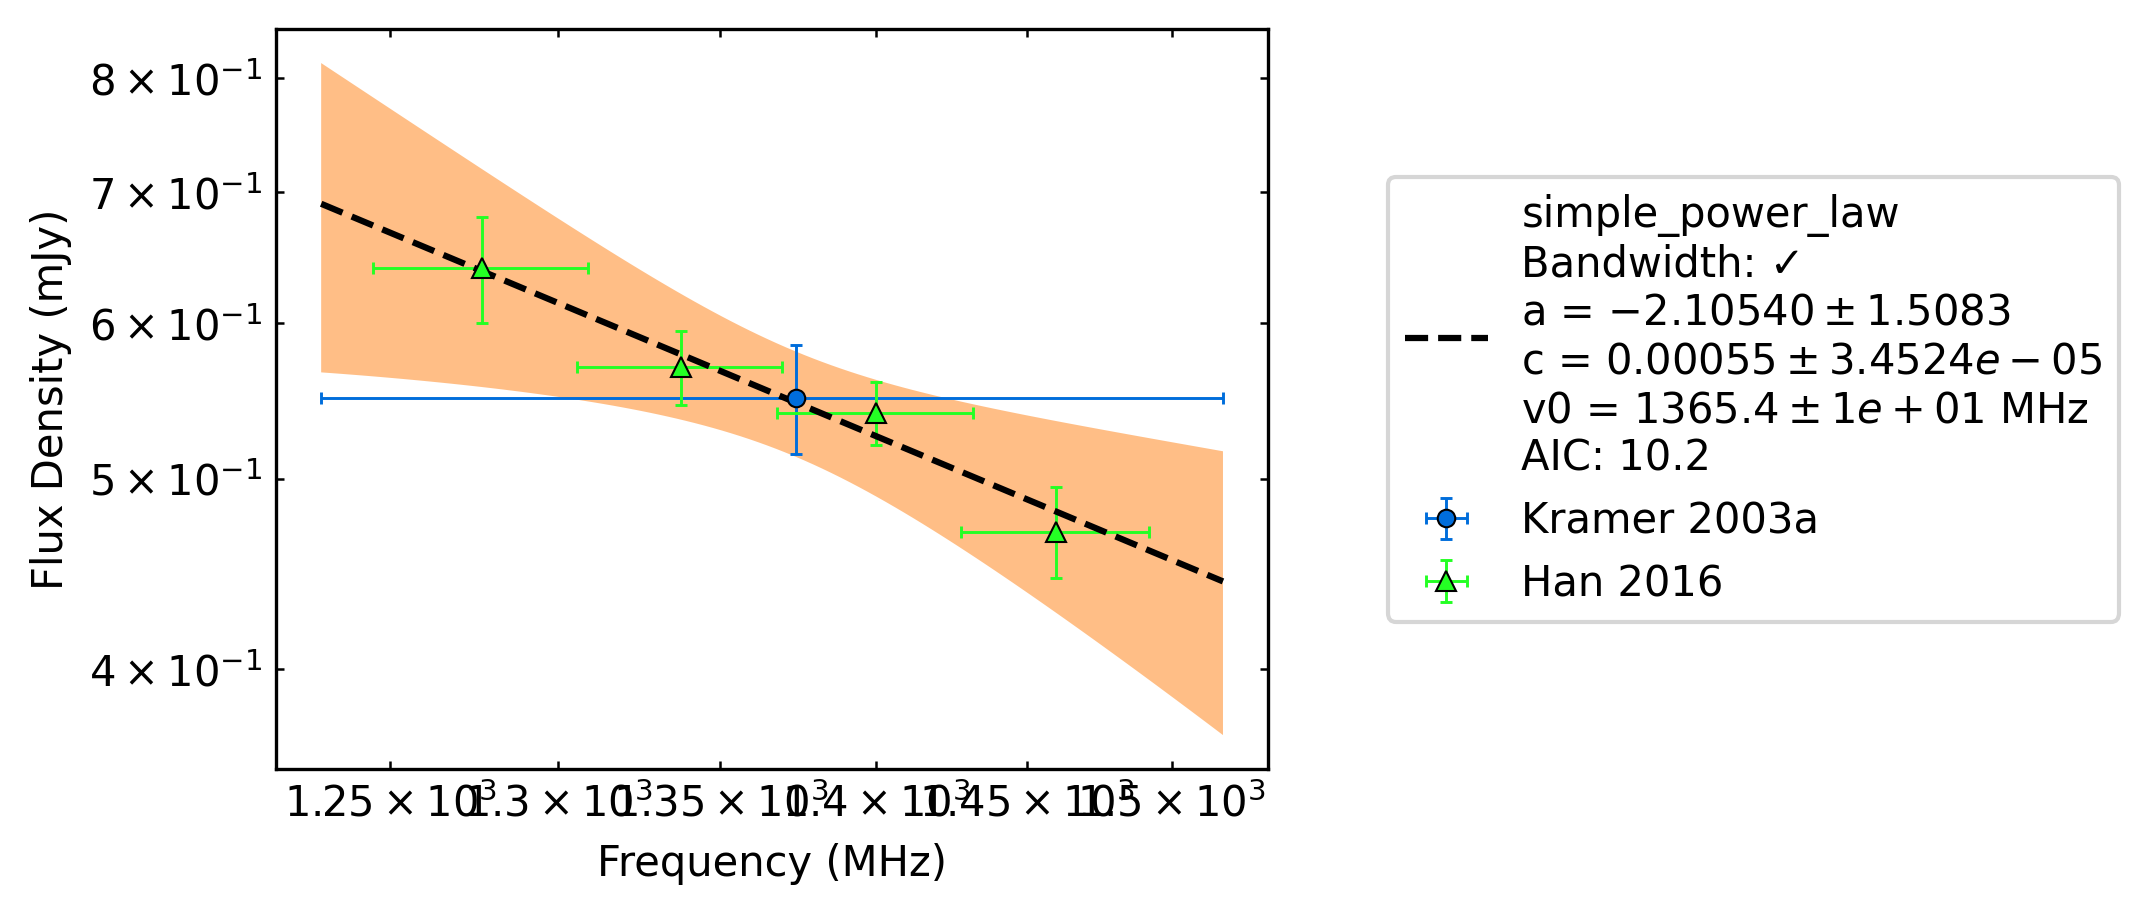 8 × 10⁻¹
7 × 10⁻¹
6 × 10⁻¹
5 × 10⁻¹
4 × 10⁻¹
Flux Density (mJy)
1.25 × 10³ 1.3 × 10³ 1.35 × 10³ 1.4 × 10³ 1.45 × 10³ 1.5 × 10³
Frequency (MHz)
simple_power_law
Bandwidth: ✓
a = −2.10540 ± 1.5083
c = 0.00055 ± 3.4524e − 05
v0 = 1365.4 ± 1e + 01 MHz
AIC: 10.2
Kramer 2003a
Han 2016